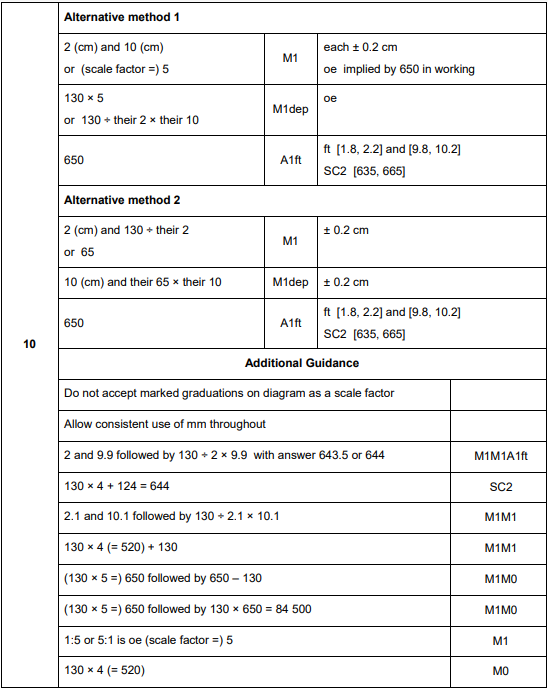 Alternative method 1
2 (cm) and 10 (cm)
or (scale factor =) 5
M1
each ± 0.2 cm
oe implied by 650 in working
130 × 5
or 130 ÷ their 2 × their 10
M1dep
oe
650
A1ft
ft [1.8, 2.2] and [9.8, 10.2]
SC2 [635, 665]
Alternative method 2
2 (cm) and 130 ÷ their 2
or 65
M1
± 0.2 cm
10 (cm) and their 65 × their 10
M1dep
± 0.2 cm
650
A1ft
ft [1.8, 2.2] and [9.8, 10.2]
SC2 [635, 665]
10
Additional Guidance
Do not accept marked graduations on diagram as a scale factor
Allow consistent use of mm throughout
2 and 9.9 followed by 130 ÷ 2 × 9.9 with answer 643.5 or 644
M1M1A1ft
130 × 4 + 124 = 644
SC2
2.1 and 10.1 followed by 130 ÷ 2.1 × 10.1
M1M1
130 × 4 (= 520) + 130
M1M1
(130 × 5 =) 650 followed by 650 – 130
M1M0
(130 × 5 =) 650 followed by 130 × 650 = 84 500
M1M0
1:5 or 5:1 is oe (scale factor =) 5
M1
130 × 4 (= 520)
M0